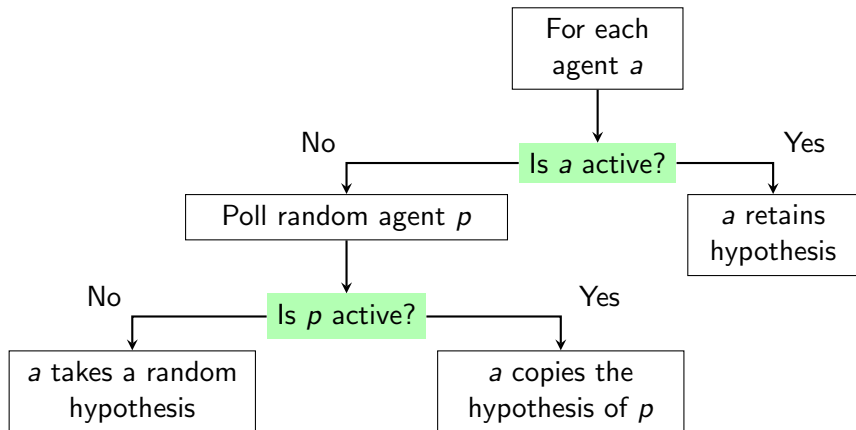 For each
agent a
No
Yes
Is a active?
Poll random agent p
a retains
hypothesis
No
Yes
Is p active?
a takes a random
hypothesis
a copies the
hypothesis of p